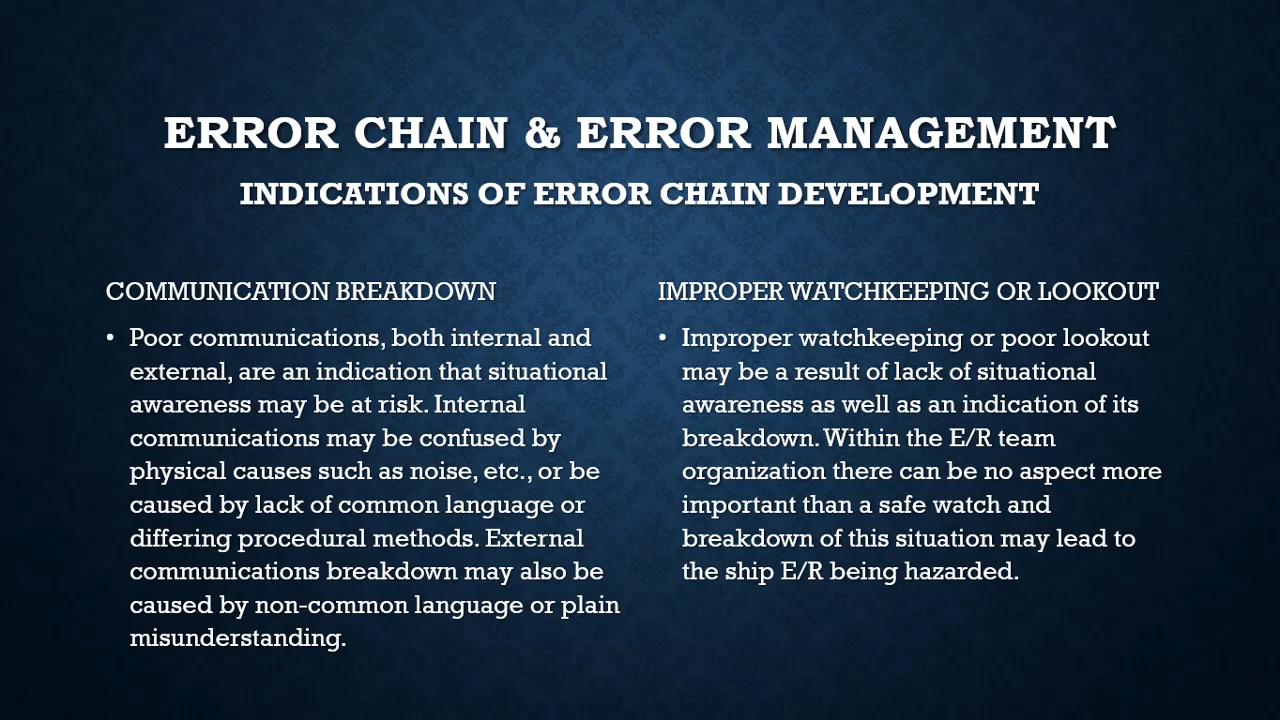 ERROR CHAIN & ERROR MANAGEMENT
INDICATIONS OF ERROR CHAIN DEVELOPMENT
COMMUNICATION BREAKDOWN
• Poor communications, both internal and
external, are an indication that situational
awareness may be at risk. Internal
communications may be confused by
physical causes such as noise, etc., or be
caused by lack of common language or
differing procedural methods. External
communications breakdown may also be
caused by non-common language or plain
misunderstanding.
IMPROPER WATCHKEEPING OR LOOKOUT
• Improper watchkeeping or poor lookout
may be a result of lack of situational
awareness as well as an indication of its
breakdown. Within the E/R team
organization there can be no aspect more
important than a safe watch and
breakdown of this situation may lead to
the ship E/R being hazarded.